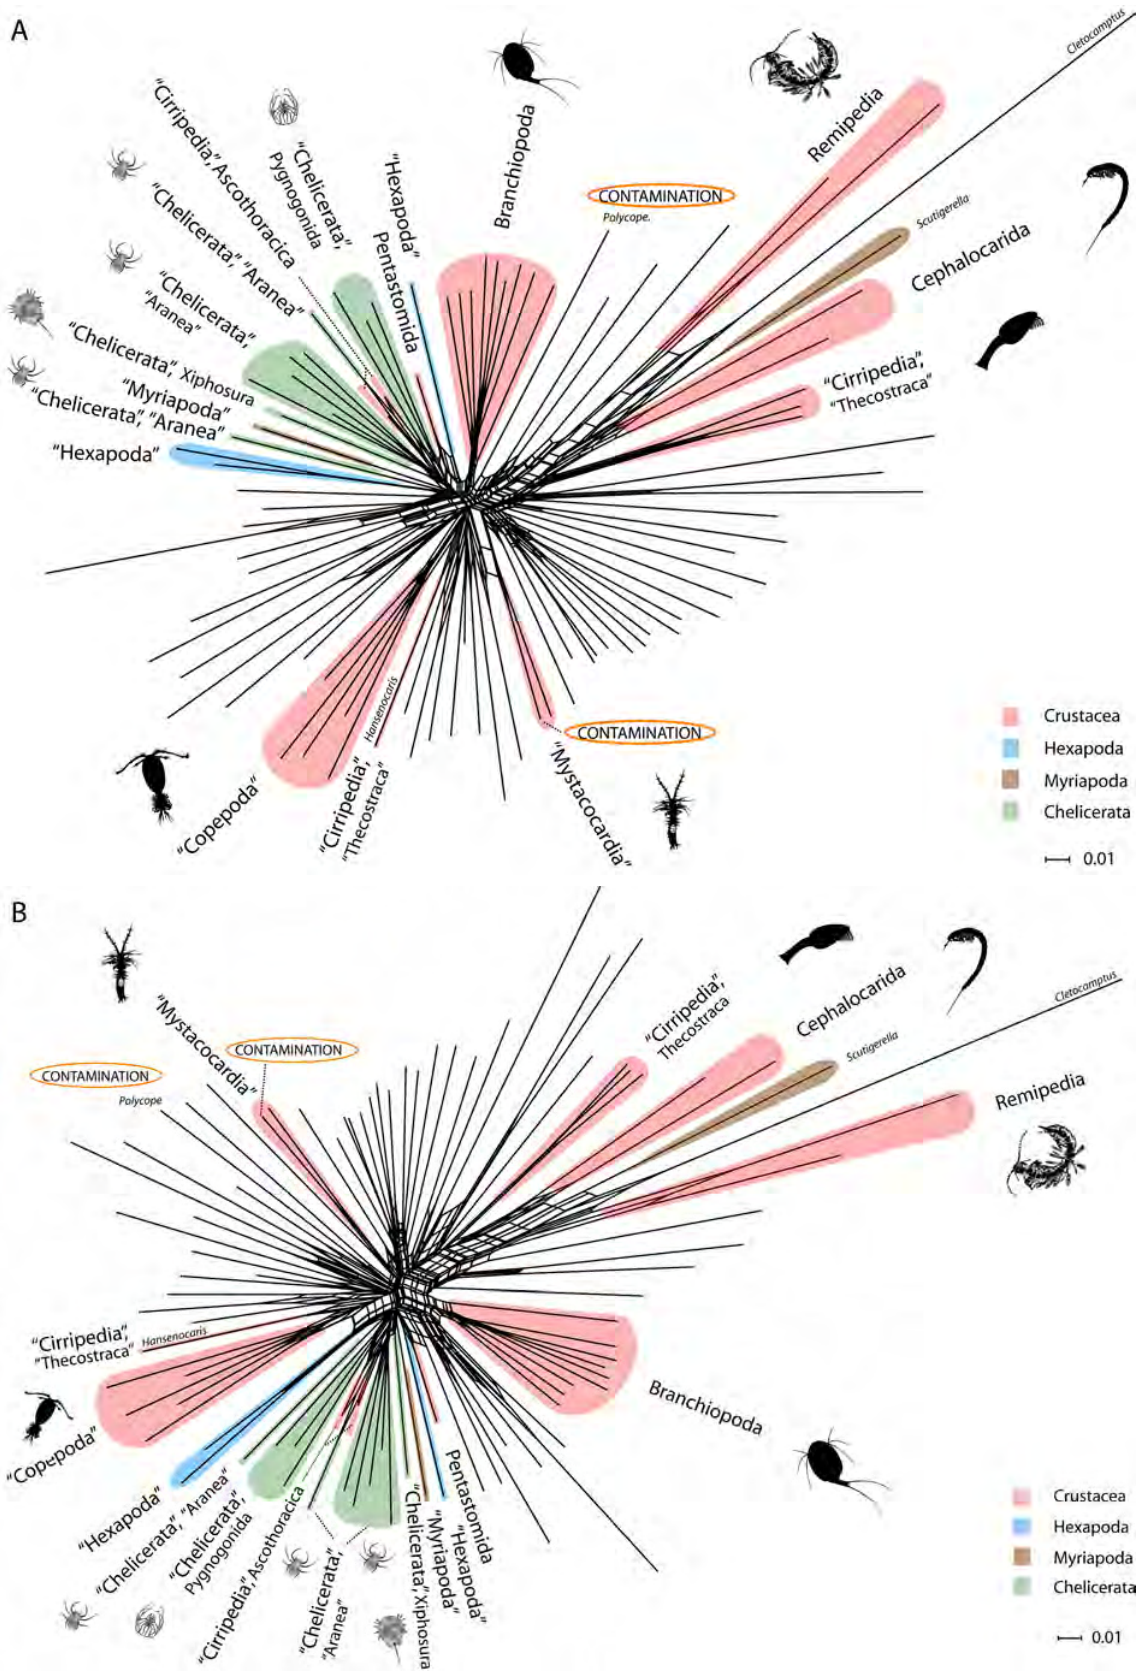 A
Cletocamptus
Remipedia
"Cirripedia", Ascothoracica
"Chelicerata",
Pygnogonida
"Hexapoda"
Pentastomida
Branchiopoda
CONTAMINATION
Polycope.
Scutigerella
Cephalocarida
"Chelicerata", "Aranea"
"Chelicerata",
"Aranea"
"Chelicerata", Xiphosura
"Myriapoda"
"Chelicerata", "Aranea"
"Hexapoda"
"Cirripedia",
"Thecostraca"
Hansenocaris
"Copepoda"
"Cirripedia",
"Thecostraca"
CONTAMINATION
"Mystacocardia"
Crustacea
Hexapoda
Myriapoda
Chelicerata
0.01
B
"Mystacocardia"
CONTAMINATION
CONTAMINATION
Polycope
"Cirripedia",
Thecostraca
Cephalocarida
Cletocamptus
Scutigerella
Remipedia
"Cirripedia",
"Thecostraca"
Hansenocaris
"Copepoda"
"Hexapoda"
"Chelicerata", "Aranea"
"Chelicerata",
Pygnogonida
"Cirripedia", Ascothoracica
"Chelicerata",
"Aranea"
"Chelicerata", Xiphosura
"Myriapoda"
"Hexapoda"
Pentastomida
Branchiopoda
Crustacea
Hexapoda
Myriapoda
Chelicerata
0.01